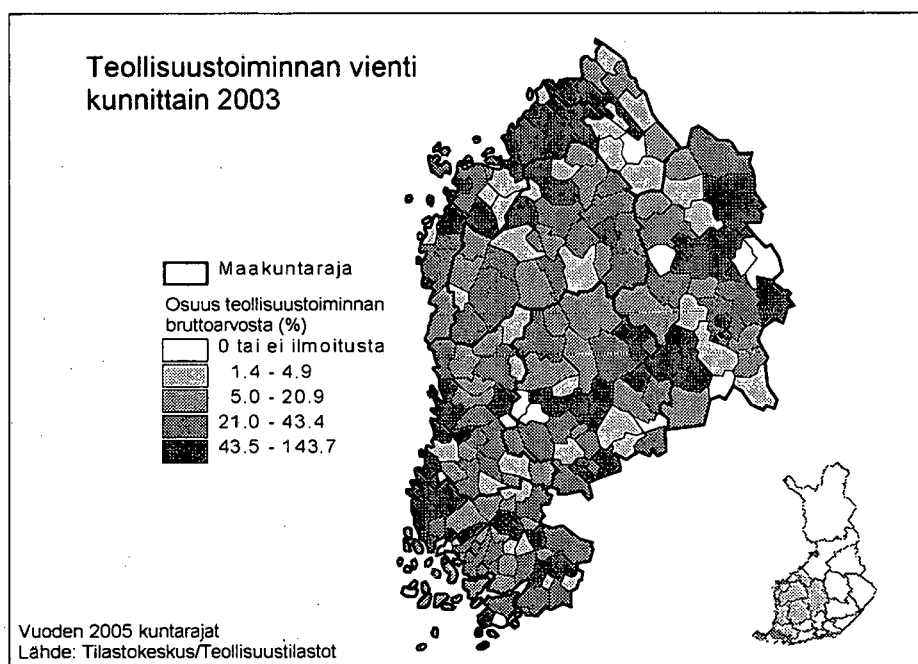 Teollisuustoiminnan vienti
kunnittain 2003
Maakuntaraja
Osuus teollisuustoiminnan
bruttoarvosta (%)
0 tai ei ilmoitusta
1.4 - 4.9
5.0 - 20.9
21.0 - 43.4
43.5 - 143.7
Vuoden 2005 kuntarajat
Lähde: Tilastokeskus/Teollisuustilastot